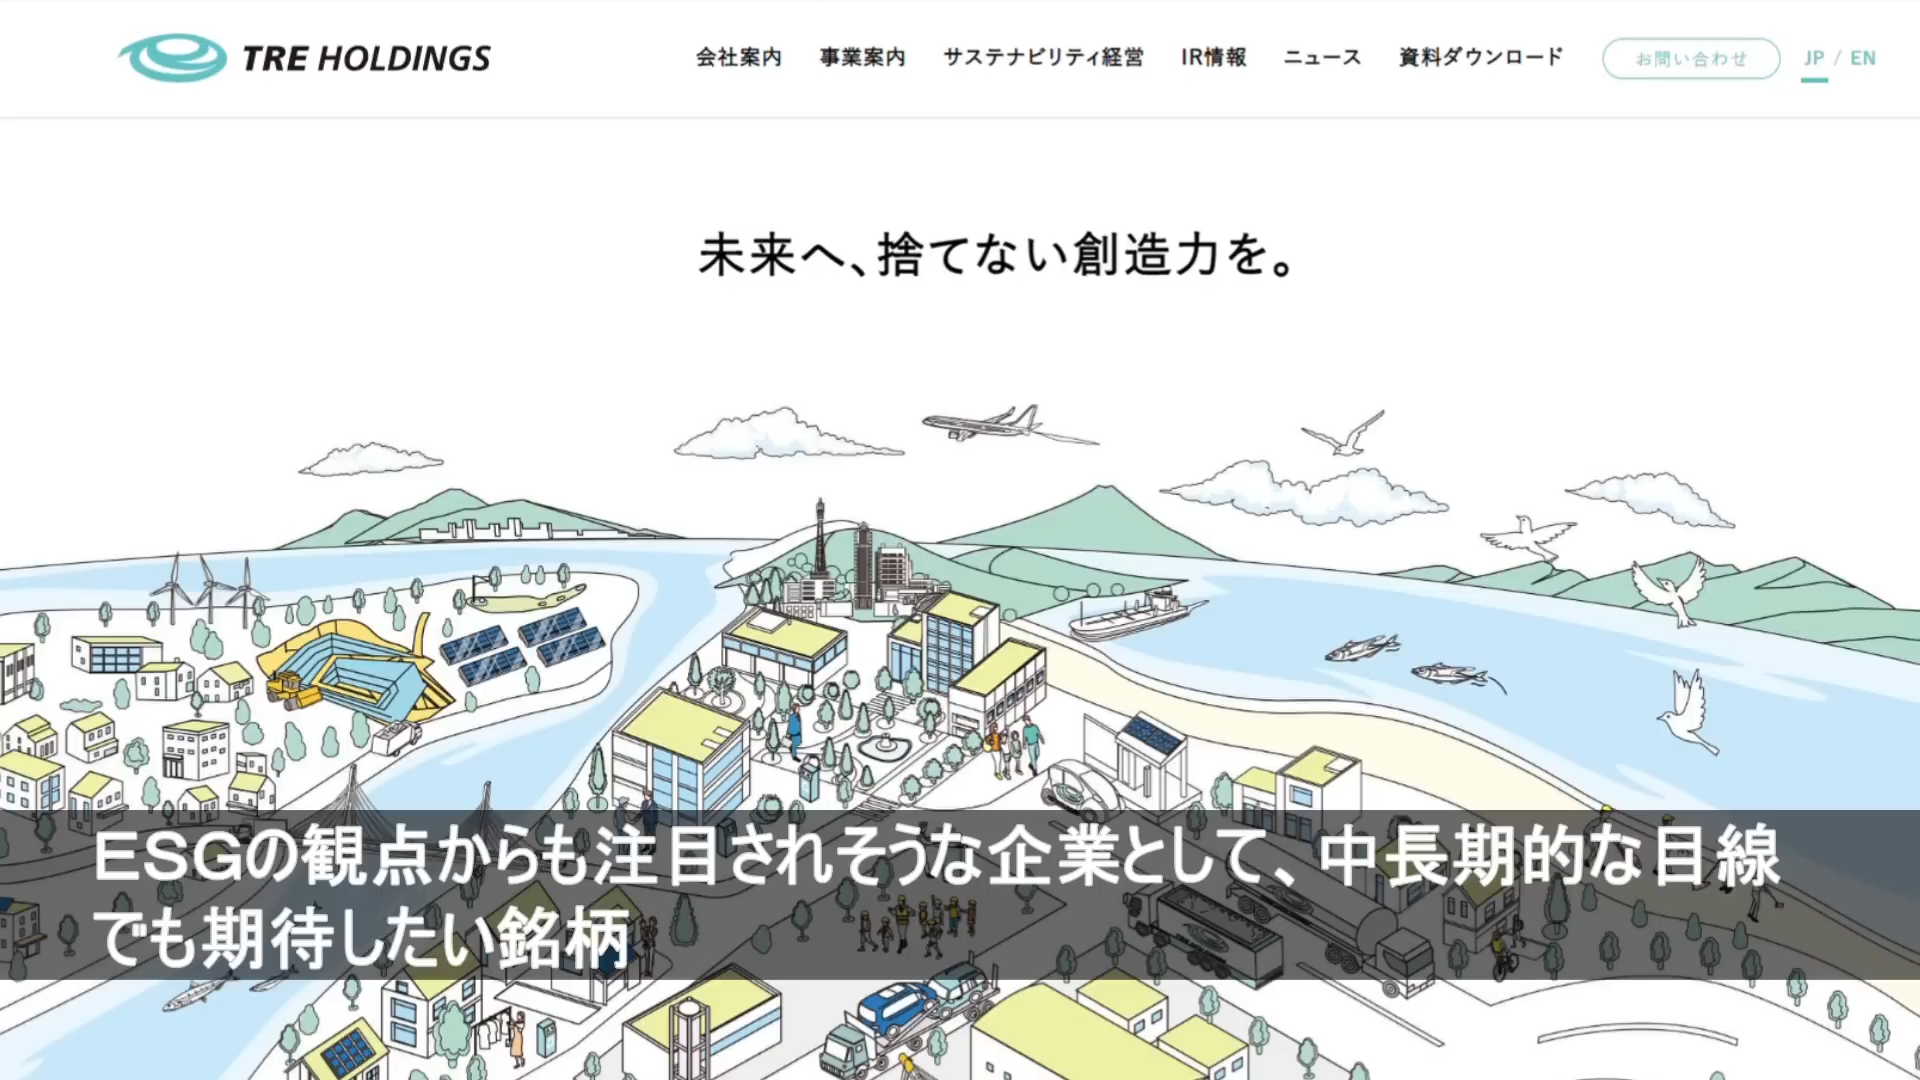 TRE HOLDINGS
会社案内 事業案内 サステナビリティ経営 IR情報 ニュース 資料ダウンロード お問い合わせ JP / EN
未来へ、捨てない創造力を。
ESGの観点からも注目されそうな企業として、中長期的な目線
でも期待したい銘柄